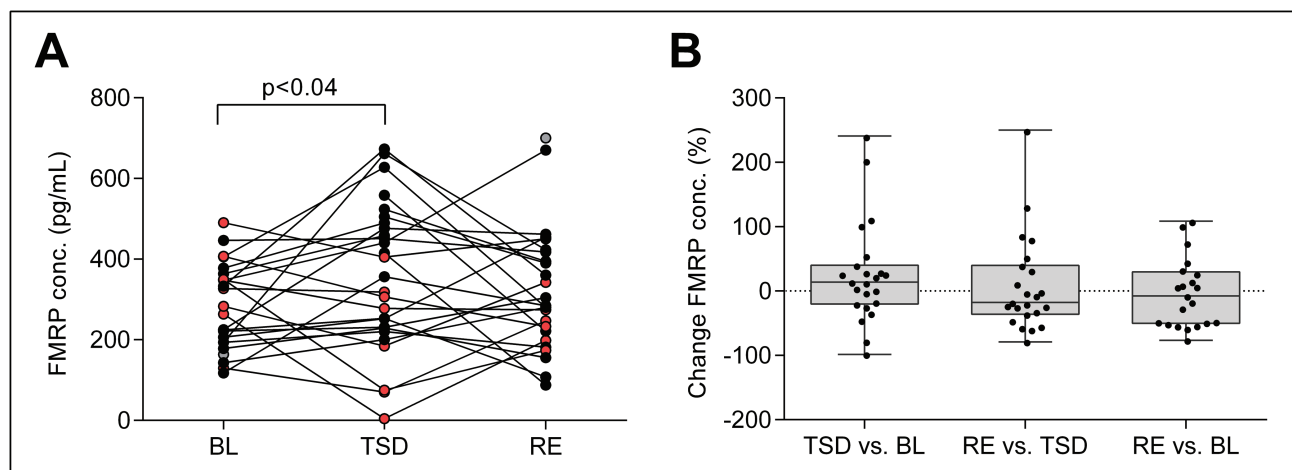 A
B
p<0.04
800
600
400
200
0
FMRP conc. (pg/mL)
BL
TSD
RE
300
200
100
0
-100
-200
Change FMRP conc. (%)
TSD vs. BL
RE vs. TSD
RE vs. BL